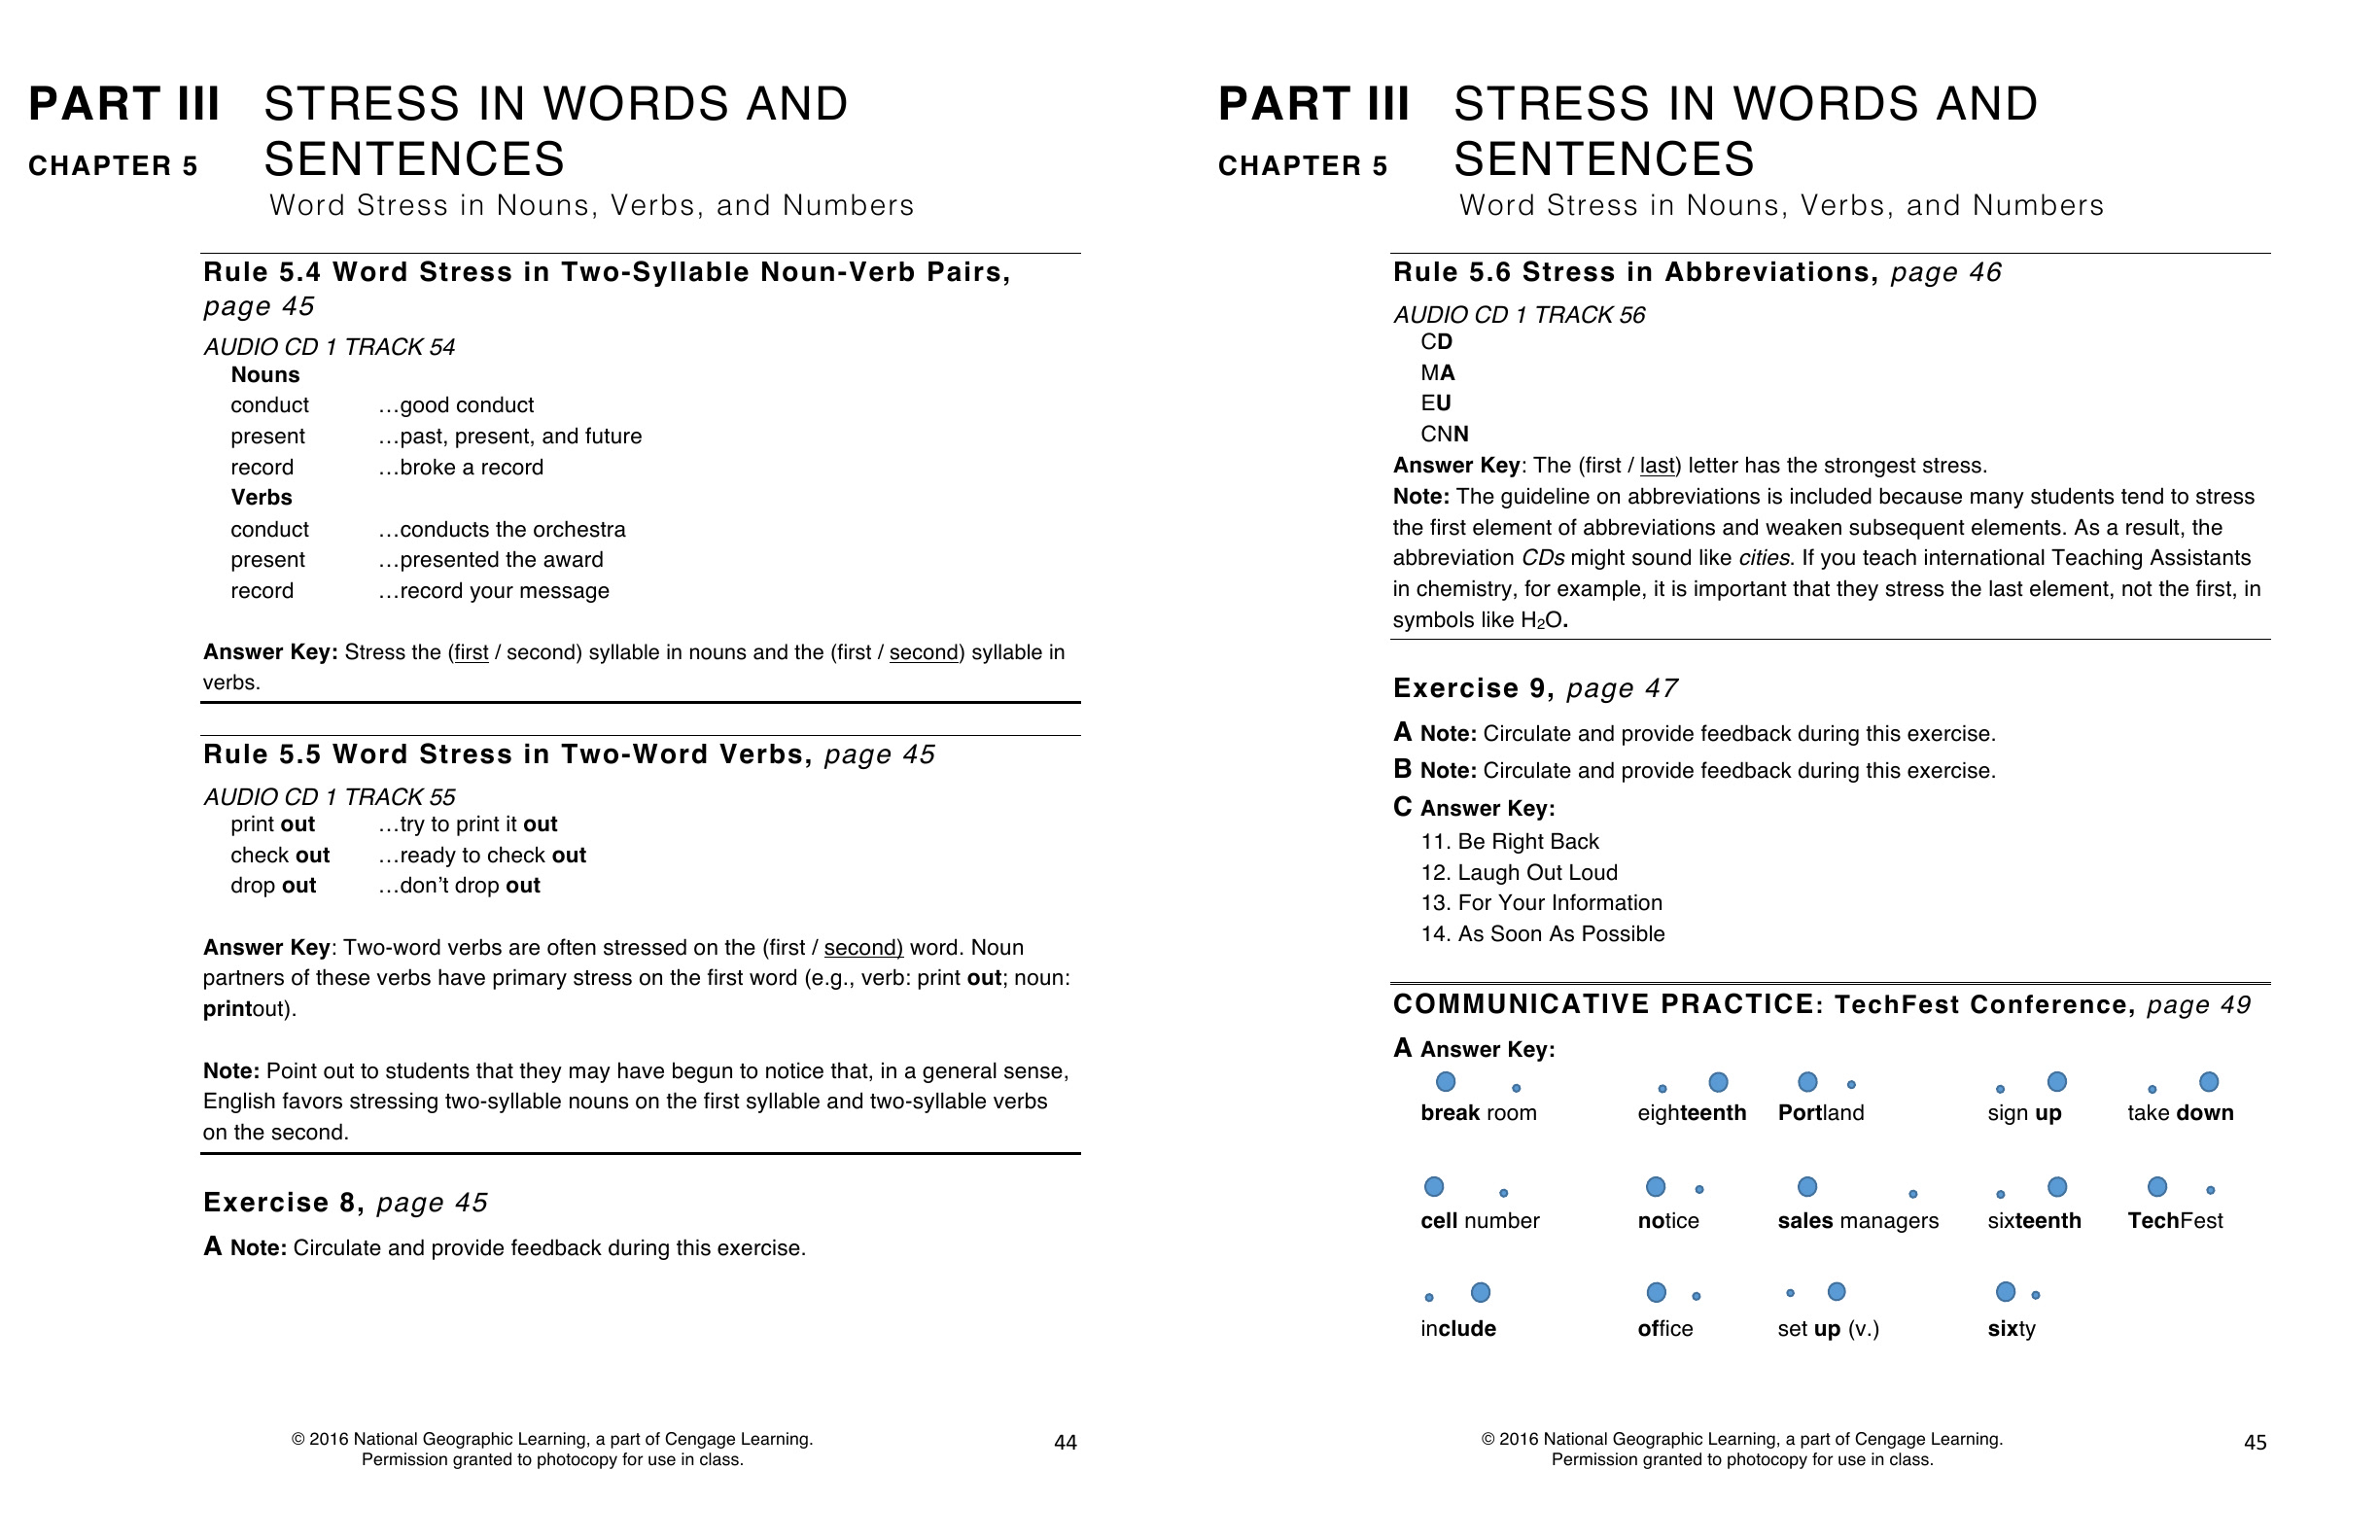 PART III STRESS IN WORDS AND
CHAPTER 5 SENTENCES
Word Stress in Nouns, Verbs, and Numbers
Rule 5.4 Word Stress in Two-Syllable Noun-Verb Pairs,
page 45
AUDIO CD 1 TRACK 54
Nouns
conduct …good conduct
present …past, present, and future
record …broke a record
Verbs
conduct …conducts the orchestra
present …presented the award
record …record your message
Answer Key: Stress the (first / second) syllable in nouns and the (first / second) syllable in
verbs.
Rule 5.5 Word Stress in Two-Word Verbs, page 45
AUDIO CD 1 TRACK 55
print out …try to print it out
check out …ready to check out
drop out …don’t drop out
Answer Key: Two-word verbs are often stressed on the (first / second) word. Noun
partners of these verbs have primary stress on the first word (e.g., verb: print out; noun:
printout).
Note: Point out to students that they may have begun to notice that, in a general sense,
English favors stressing two-syllable nouns on the first syllable and two-syllable verbs
on the second.
Exercise 8, page 45
A Note: Circulate and provide feedback during this exercise.
© 2016 National Geographic Learning, a part of Cengage Learning.
Permission granted to photocopy for use in class.
44
PART III STRESS IN WORDS AND
CHAPTER 5 SENTENCES
Word Stress in Nouns, Verbs, and Numbers
Rule 5.6 Stress in Abbreviations, page 46
AUDIO CD 1 TRACK 56
CD
MA
EU
CNN
Answer Key: The (first / last) letter has the strongest stress.
Note: The guideline on abbreviations is included because many students tend to stress
the first element of abbreviations and weaken subsequent elements. As a result, the
abbreviation CDs might sound like cities. If you teach international Teaching Assistants
in chemistry, for example, it is important that they stress the last element, not the first, in
symbols like H₂O.
Exercise 9, page 47
A Note: Circulate and provide feedback during this exercise.
B Note: Circulate and provide feedback during this exercise.
C Answer Key:
11. Be Right Back
12. Laugh Out Loud
13. For Your Information
14. As Soon As Possible
COMMUNICATIVE PRACTICE: TechFest Conference, page 49
A Answer Key:
break room eighteenth Portland sign up take down
cell number notice sales managers sixteenth TechFest
include office set up (v.) sixty
© 2016 National Geographic Learning, a part of Cengage Learning.
Permission granted to photocopy for use in class.
45